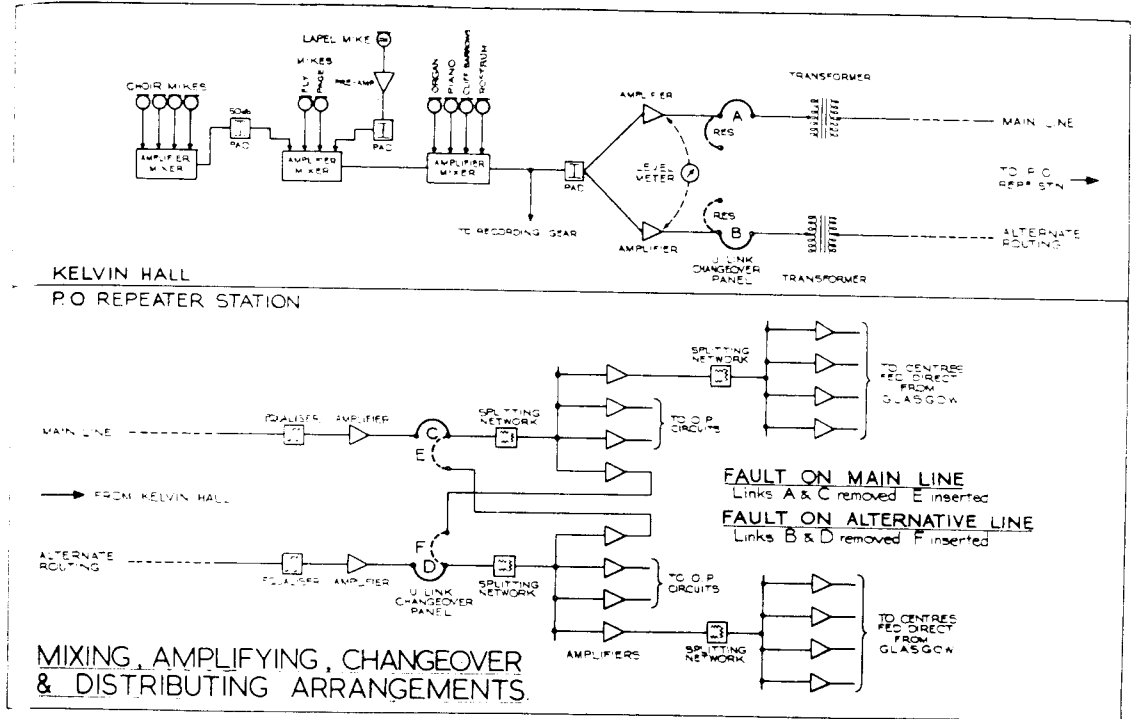 LAPEL MIKE
MIKES
FLY
PAGE
PRE-AMP
ORGAN
PIANO
CLIFF BARROWS
ROSTRUM
CHOIR MIKES
50db
PAD
PAD
AMPLIFIER
MIXER
AMPLIFIER
MIXER
AMPLIFIER
MIXER
PAD
TO RECORDING GEAR
AMPLIFIER
LEVEL
METER
AMPLIFIER
A
RES
RES
B
U LINK
CHANGEOVER
PANEL
TRANSFORMER
TRANSFORMER
MAIN LINE
TO P.O
REP. STN
ALTERNATE
ROUTING
KELVIN HALL
P.O REPEATER STATION
MAIN LINE
EQUALISER
AMPLIFIER
C
E
SPLITTING
NETWORK
TO O.P.
CIRCUITS
SPLITTING
NETWORK
TO CENTRES
FED DIRECT
FROM
GLASGOW
FROM KELVIN HALL
FAULT ON MAIN LINE
Links A & C removed E inserted
FAULT ON ALTERNATIVE LINE
Links B & D removed F inserted
ALTERNATE
ROUTING
EQUALISER
AMPLIFIER
F
D
U LINK
CHANGEOVER
PANEL
SPLITTING
NETWORK
TO O.P
CIRCUITS
AMPLIFIERS
SPLITTING
NETWORK
TO CENTRES
FED DIRECT
FROM
GLASGOW
MIXING, AMPLIFYING, CHANGEOVER
& DISTRIBUTING ARRANGEMENTS.